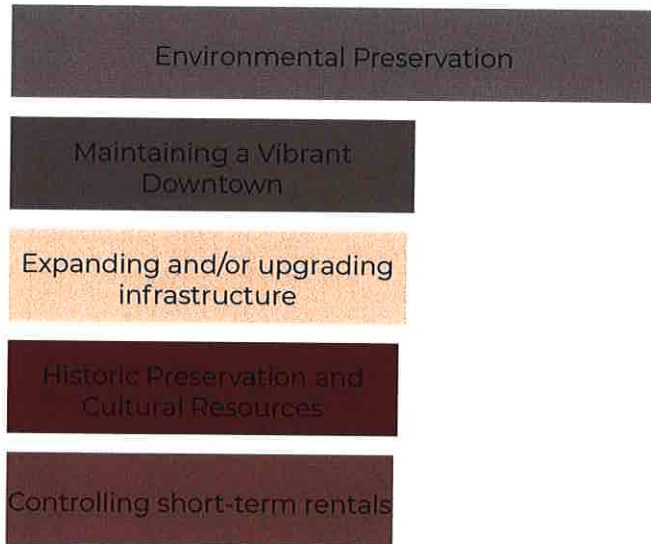 Environmental Preservation
Maintaining a Vibrant
Downtown
Expanding and/or upgrading
infrastructure
Historic Preservation and
Cultural Resources
Controlling short-term rentals